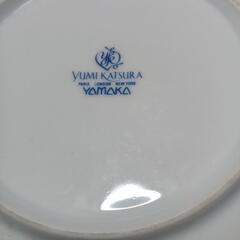 YUMI KATSURA
PARIS LONDON NEW YORK
YAMAKA